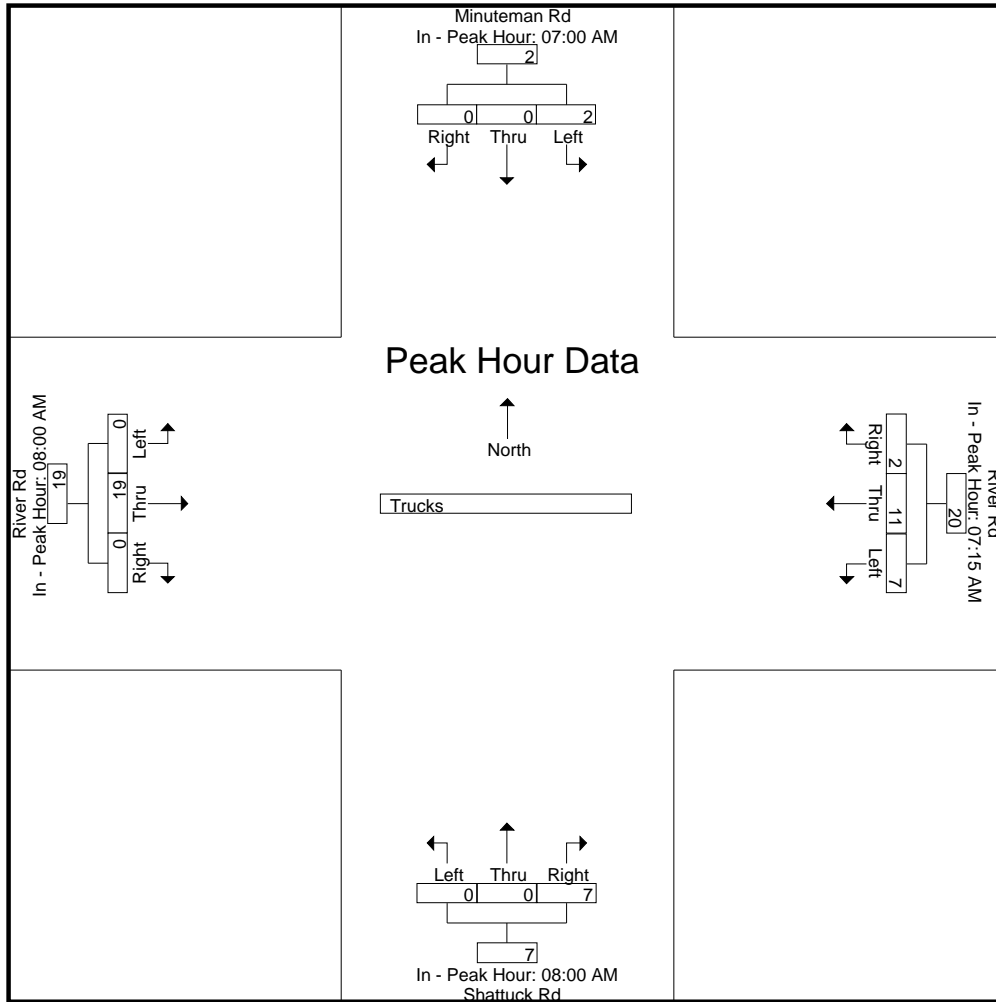 Minuteman Rd
In - Peak Hour: 07:00 AM
2
0 0 2
Right Thru Left
Peak Hour Data
North
Trucks
River Rd
In - Peak Hour: 08:00 AM
19
0 19 0
Left Thru Right
River Rd
In - Peak Hour: 07:15 AM
20
2 11 7
Right Thru Left
Left Thru Right
0 0 7
7
In - Peak Hour: 08:00 AM
Shattuck Rd